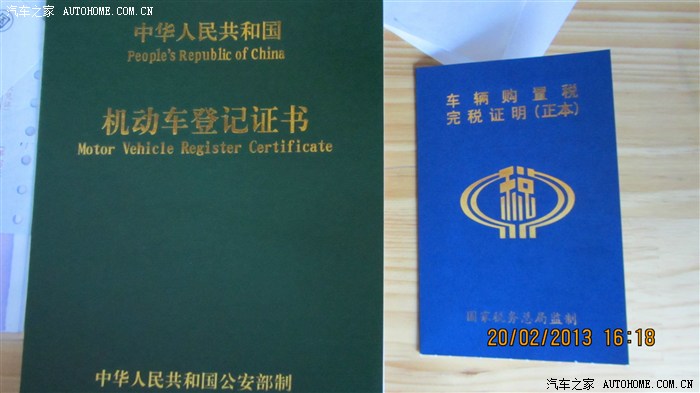 汽车之家 | AUTOHOME.COM.CN
中华人民共和国
People's Republic of China
机动车登记证书
Motor Vehicle Register Certificate
中华人民共和国公安部制
车辆购置税
完税证明(正本)
税
国家税务总局监制
20/02/2013 16:18
汽车之家 | AUTOHOME.COM.CN